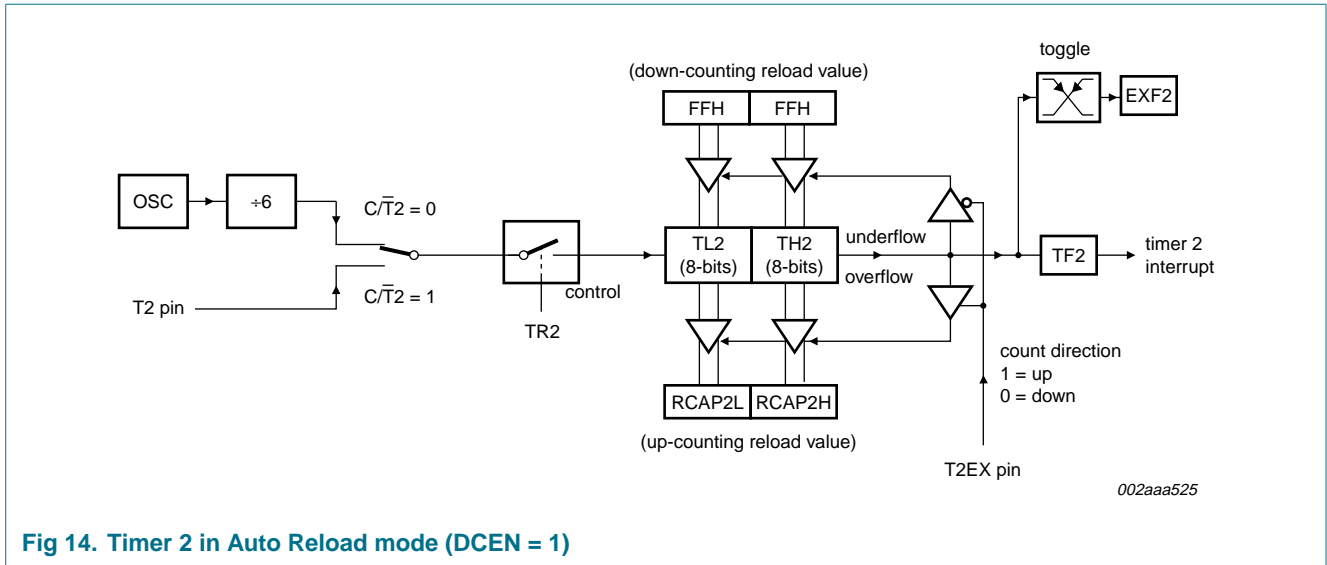 toggle
(down-counting reload value)
FFH FFH EXF2
OSC ÷6 C/T̅2 = 0
TL2 (8-bits) TH2 (8-bits) underflow overflow TF2 timer 2 interrupt
control
C/T̅2 = 1
T2 pin
TR2
count direction
1 = up
0 = down
RCAP2L RCAP2H
(up-counting reload value)
T2EX pin
002aaa525
Fig 14. Timer 2 in Auto Reload mode (DCEN = 1)